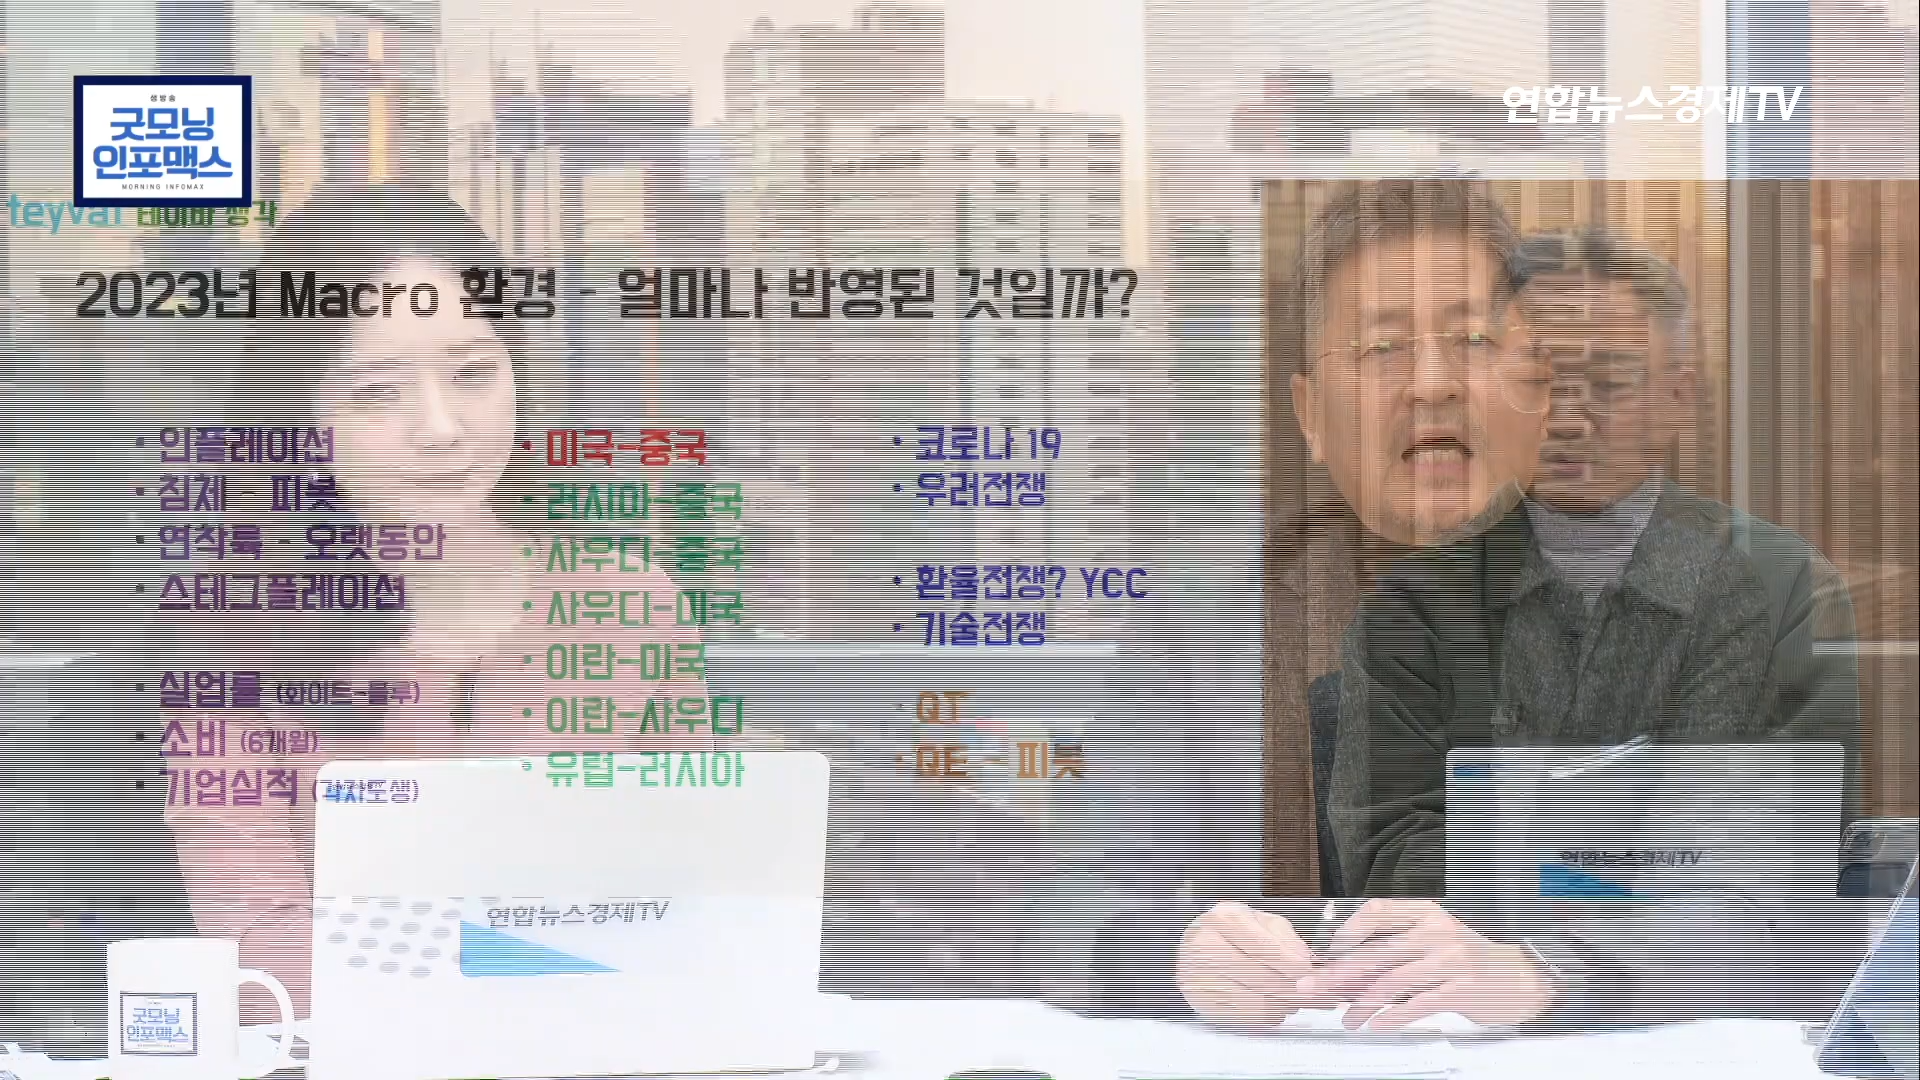 생방송
굿모닝
인포맥스
MORNING INFOMAX
연합뉴스경제TV
teyvat 테이바 생각
2023년 Macro 환경 - 얼마나 반영된 것일까?
· 인플레이션
· 침체 - 피봇
· 연착륙 - 오랫동안
· 스테그플레이션
· 실업률 (화이트-블루)
· 소비 (6개월)
· 기업실적 (각자도생)
· 미국-중국
· 러시아-중국
· 사우디-중국
· 사우디-미국
· 이란-미국
· 이란-사우디
· 유럽-러시아
· 코로나 19
· 우러전쟁
· 환율전쟁? YCC
· 기술전쟁
· QT
· QE ~ 피봇
연합뉴스경제TV
연합뉴스경제TV
굿모닝
인포맥스